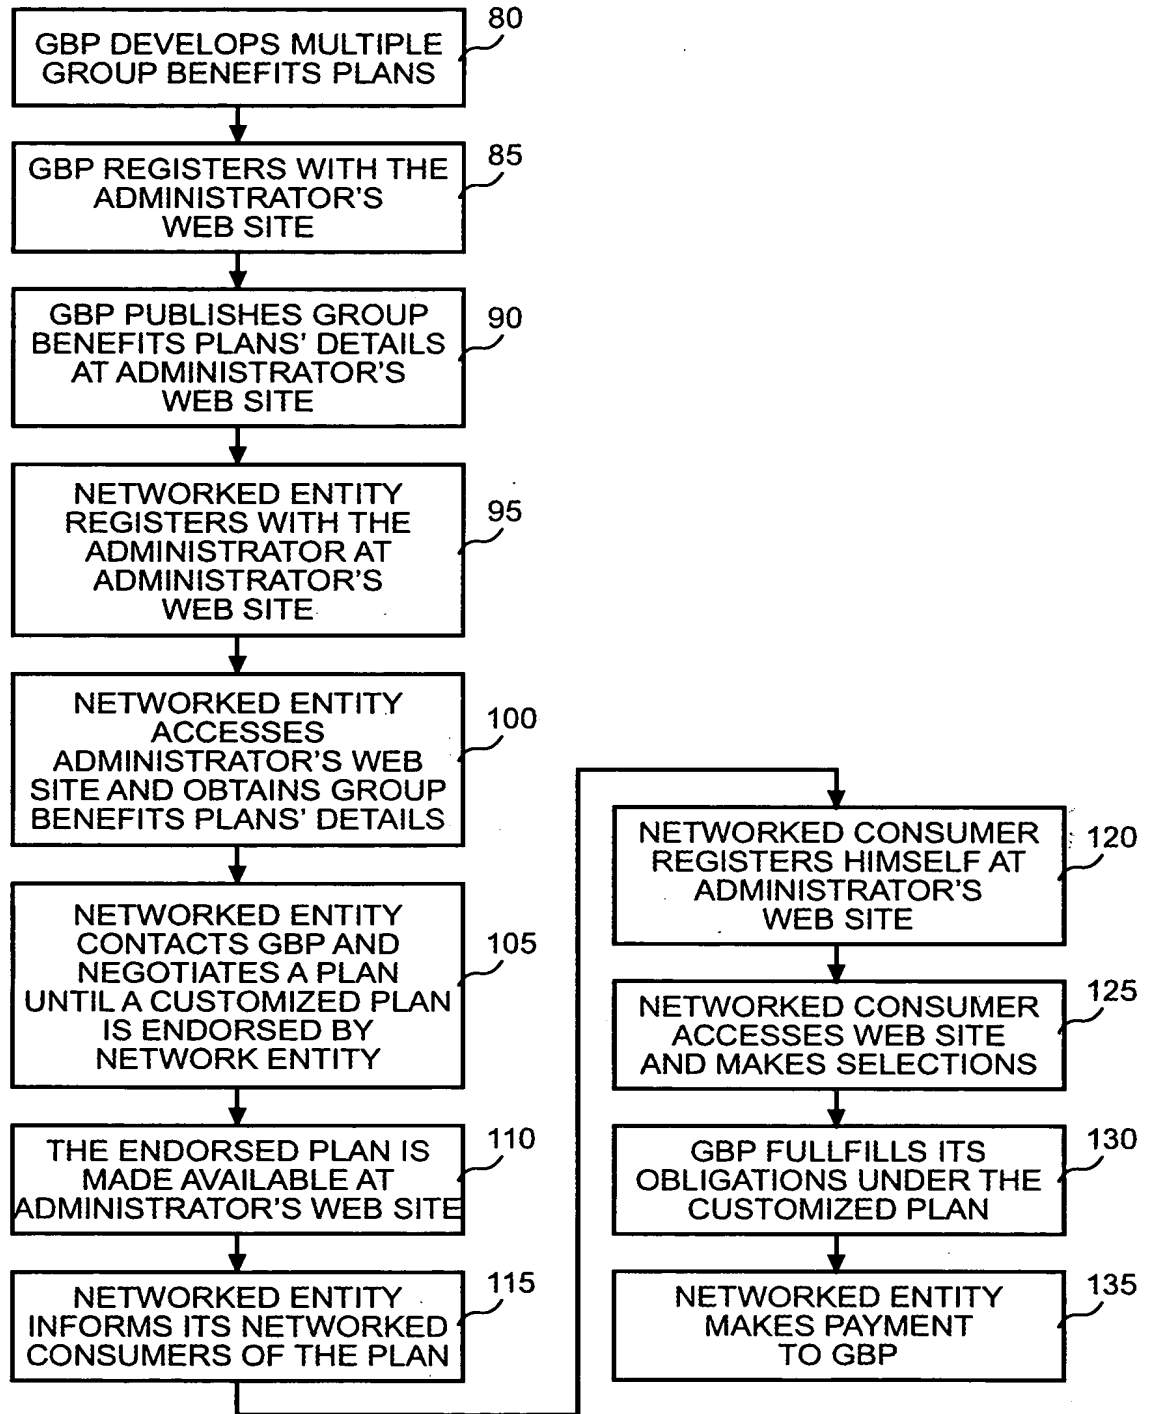 GBP DEVELOPS MULTIPLE
GROUP BENEFITS PLANS
80
GBP REGISTERS WITH THE
ADMINISTRATOR'S
WEB SITE
85
GBP PUBLISHES GROUP
BENEFITS PLANS' DETAILS
AT ADMINISTRATOR'S
WEB SITE
90
NETWORKED ENTITY
REGISTERS WITH THE
ADMINISTRATOR AT
ADMINISTRATOR'S
WEB SITE
95
NETWORKED ENTITY
ACCESSES
ADMINISTRATOR'S WEB
SITE AND OBTAINS GROUP
BENEFITS PLANS' DETAILS
100
NETWORKED ENTITY
CONTACTS GBP AND
NEGOTIATES A PLAN
UNTIL A CUSTOMIZED PLAN
IS ENDORSED BY
NETWORK ENTITY
105
THE ENDORSED PLAN IS
MADE AVAILABLE AT
ADMINISTRATOR'S WEB SITE
110
NETWORKED ENTITY
INFORMS ITS NETWORKED
CONSUMERS OF THE PLAN
115
NETWORKED CONSUMER
REGISTERS HIMSELF AT
ADMINISTRATOR'S
WEB SITE
120
NETWORKED CONSUMER
ACCESSES WEB SITE
AND MAKES SELECTIONS
125
GBP FULLFILLS ITS
OBLIGATIONS UNDER THE
CUSTOMIZED PLAN
130
NETWORKED ENTITY
MAKES PAYMENT
TO GBP
135